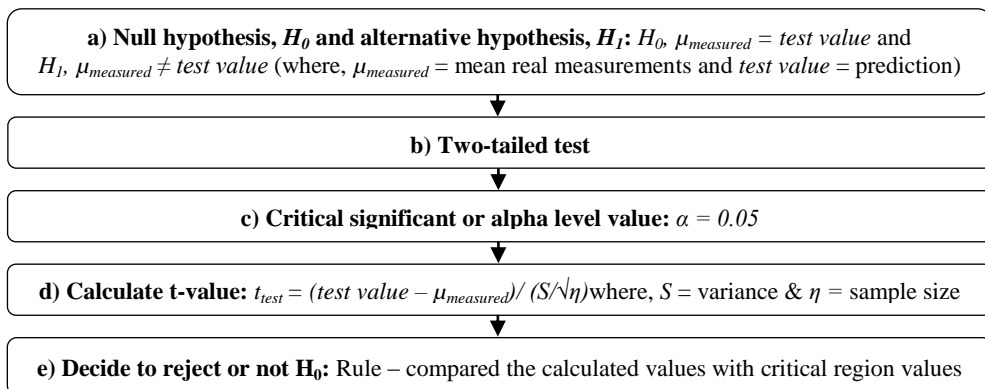 a) Null hypothesis, H0 and alternative hypothesis, H1: H0, μmeasured = test value and
H1, μmeasured ≠ test value (where, μmeasured = mean real measurements and test value = prediction)
b) Two-tailed test
c) Critical significant or alpha level value: α = 0.05
d) Calculate t-value: ttest = (test value – μmeasured)/ (S/√η)where, S = variance & η = sample size
e) Decide to reject or not H0: Rule – compared the calculated values with critical region values